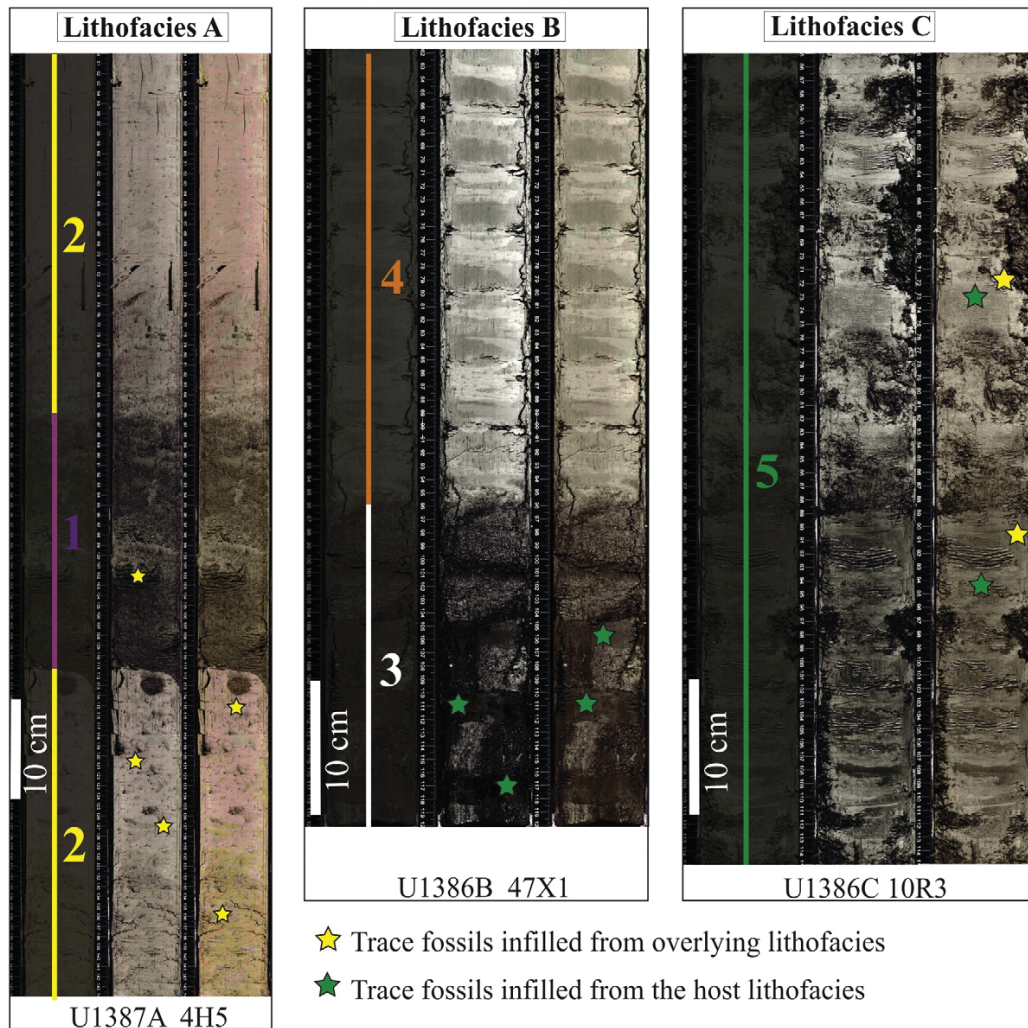 Lithofacies A
Lithofacies B
Lithofacies C
2
1
2
10 cm
4
3
10 cm
5
10 cm
U1387A 4H5
U1386B 47X1
U1386C 10R3
Trace fossils infilled from overlying lithofacies
Trace fossils infilled from the host lithofacies